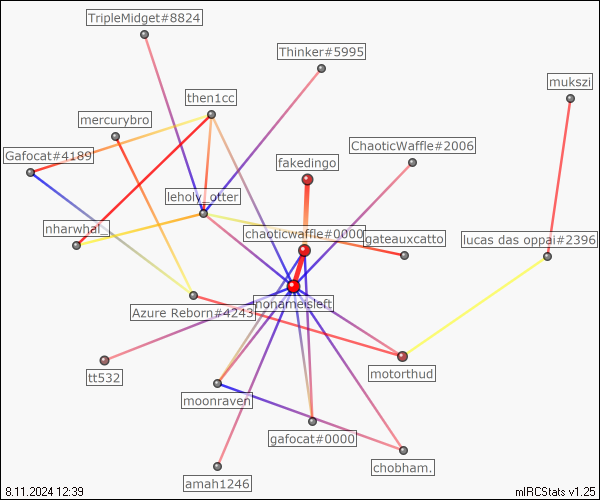 TripleMidget#8824
Thinker#5995
mukszi
then1cc
mercurybro
ChaoticWaffle#2006
Gafocat#4189
fakedingo
leholy_otter
nharwhal_
chaoticwaffle#0000
gateauxcatto
lucas das oppai#2396
nonameisleft
Azure Reborn#4243
motorthud
tt532
moonraven
gafocat#0000
chobham.
amah1246
8.11.2024 12:39
mIRCStats v1.25